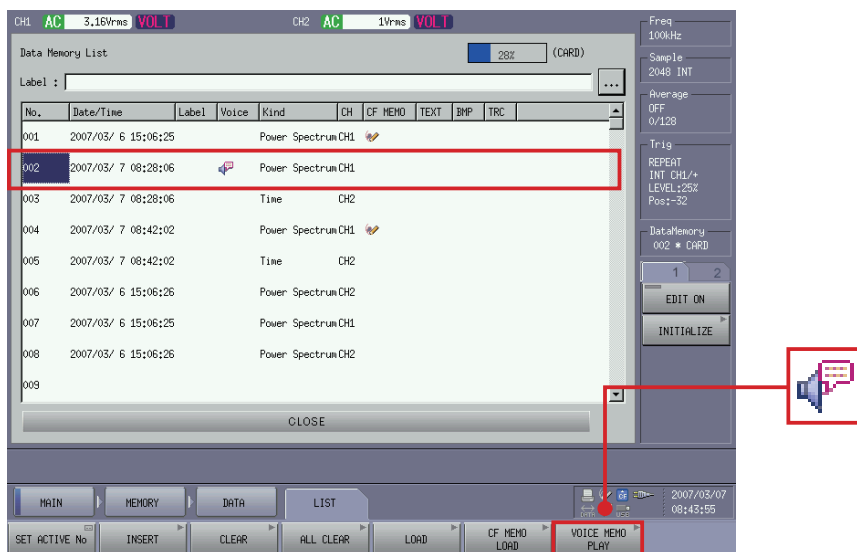 CH1 AC 3.16Vrms VOLT CH2 AC 1Vrms VOLT
Data Memory List 28% (CARD)
Label : ...
No. Date/Time Label Voice Kind CH CF MEMO TEXT BMP TRC
001 2007/03/ 6 15:06:25 Power Spectrum CH1
002 2007/03/ 7 08:28:06 Power Spectrum CH1
003 2007/03/ 7 08:28:06 Time CH2
004 2007/03/ 7 08:42:02 Power Spectrum CH1
005 2007/03/ 7 08:42:02 Time CH2
006 2007/03/ 6 15:06:26 Power Spectrum CH2
007 2007/03/ 6 15:06:25 Power Spectrum CH1
008 2007/03/ 6 15:06:26 Power Spectrum CH2
009
CLOSE
Freq
100kHz
Sample
2048 INT
Average
OFF
0/128
Trig
REPEAT
INT CH1/+
LEVEL:25%
Pos:-32
DataMemory
002 * CARD
1 2
EDIT ON
INITIALIZE
MAIN MEMORY DATA LIST
CF
2007/03/07
08:43:55
SET ACTIVE No INSERT CLEAR ALL CLEAR LOAD
CF MEMO
LOAD
VOICE MEMO
PLAY